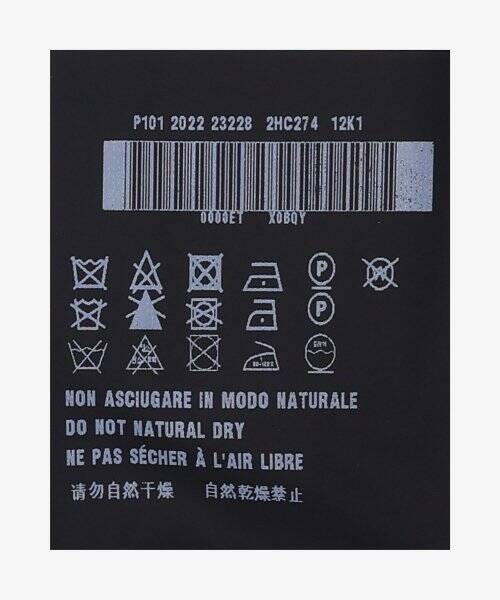 P101 2022 23228 2HC274 12K1
0000ET X0BQY
P W
P
NON ASCIUGARE IN MODO NATURALE
DO NOT NATURAL DRY
NE PAS SÉCHER À L'AIR LIBRE
请勿自然干燥 自然乾燥禁止